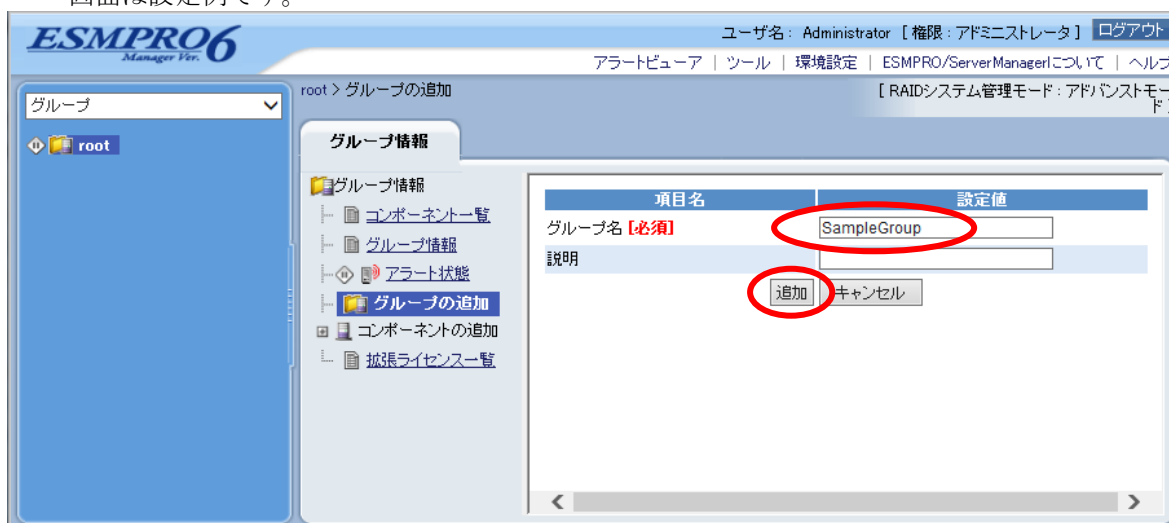 画面は設定例です。
ESMPRO6
Manager Ver.
ユーザ名： Administrator [ 権限：アドミニストレータ ] ログアウト
アラートビューア | ツール | 環境設定 | ESMPRO/ServerManagerについて | ヘルプ
グループ
root > グループの追加
[ RAIDシステム管理モード：アドバンストモード ]
root
グループ情報
グループ情報
コンポーネント一覧
グループ情報
アラート状態
グループの追加
コンポーネントの追加
拡張ライセンス一覧
項目名 設定値
グループ名 [必須] SampleGroup
説明
追加 キャンセル